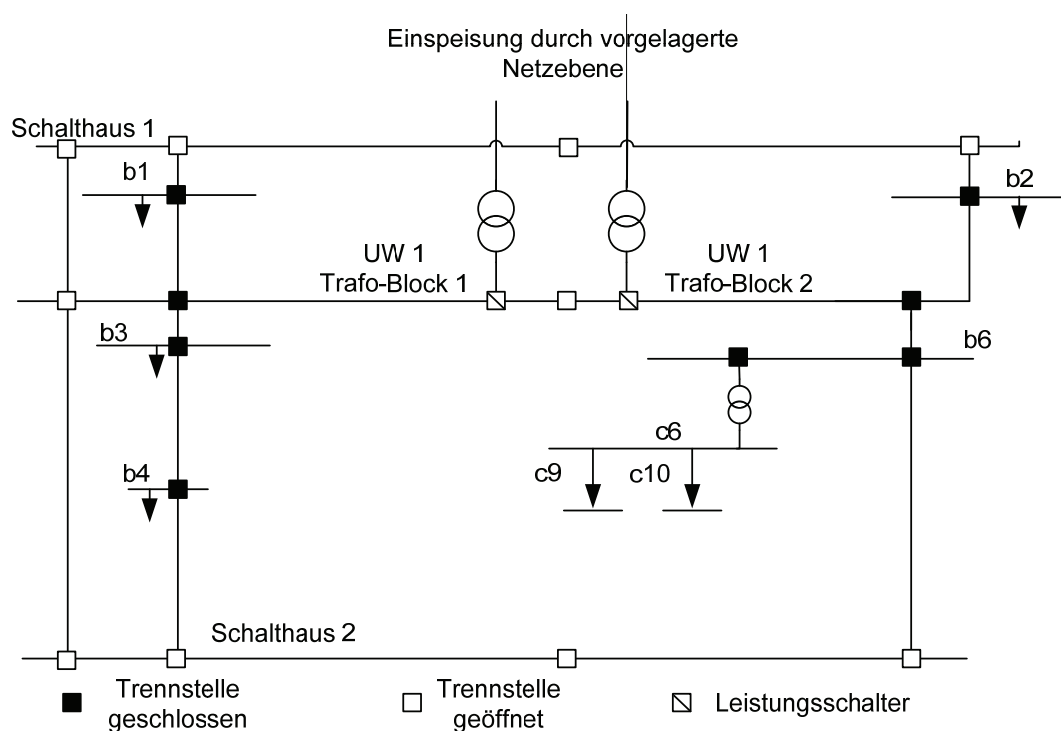 Einspeisung durch vorgelagerte
Netzebene
Schalthaus 1
b1
b2
UW 1
Trafo-Block 1
UW 1
Trafo-Block 2
b3
b6
c6
b4
c9
c10
Schalthaus 2
Trennstelle
geschlossen
Trennstelle
geöffnet
Leistungsschalter